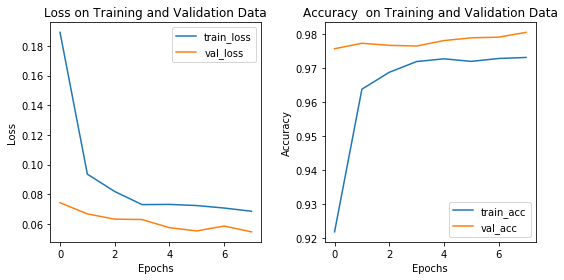 Loss on Training and Validation Data
0.18
0.16
0.14
0.12
0.10
0.08
0.06
Loss
train_loss
val_loss
0 2 4 6
Epochs
Accuracy  on Training and Validation Data
0.98
0.97
0.96
0.95
0.94
0.93
0.92
Accuracy
train_acc
val_acc
0 2 4 6
Epochs